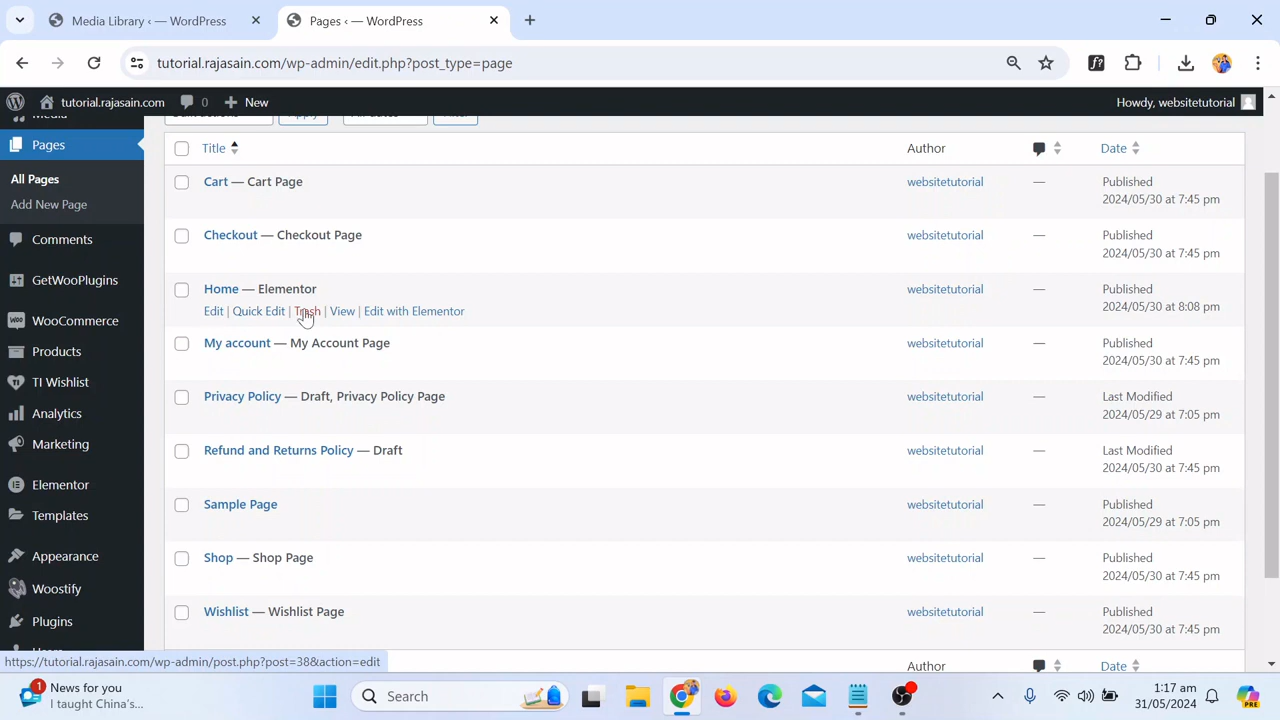 Media Library ‹ — WordPress
Pages ‹ — WordPress
tutorial.rajasain.com/wp-admin/edit.php?post_type=page
tutorial.rajasain.com 0 New Howdy, websitetutorial
Media
Pages
All Pages
Add New Page
Comments
GetWooPlugins
WooCommerce
Products
TI Wishlist
Analytics
Marketing
Elementor
Templates
Appearance
Woostify
Plugins
Bulk actions Apply All dates Filter
Title Author Date
Cart — Cart Page websitetutorial — Published
2024/05/30 at 7:45 pm
Checkout — Checkout Page websitetutorial — Published
2024/05/30 at 7:45 pm
Home — Elementor websitetutorial — Published
2024/05/30 at 8:08 pm
Edit | Quick Edit | Trash | View | Edit with Elementor
My account — My Account Page websitetutorial — Published
2024/05/30 at 7:45 pm
Privacy Policy — Draft, Privacy Policy Page websitetutorial — Last Modified
2024/05/29 at 7:05 pm
Refund and Returns Policy — Draft websitetutorial — Last Modified
2024/05/30 at 7:45 pm
Sample Page websitetutorial — Published
2024/05/29 at 7:05 pm
Shop — Shop Page websitetutorial — Published
2024/05/30 at 7:45 pm
Wishlist — Wishlist Page websitetutorial — Published
2024/05/30 at 7:45 pm
Author Date
https://tutorial.rajasain.com/wp-admin/post.php?post=38&action=edit
1
News for you
I taught China's...
Search
PRE
1:17 am
31/05/2024